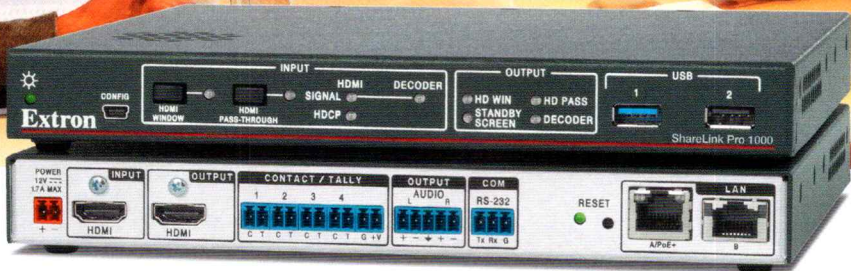 INPUT
OUTPUT
USB
HDMI
DECODER
SIGNAL
HDCP
CONFIG
HDMI
WINDOW
HDMI
PASS-THROUGH
HD WIN
HD PASS
STANDBY
SCREEN
DECODER
1
2
Extron
ShareLink Pro 1000
POWER
12V
1.7A MAX
+ -
INPUT
HDMI
OUTPUT
HDMI
CONTACT / TALLY
1 2 3 4
C T C T C T C T G +V
OUTPUT
AUDIO
L R
+ - + -
COM
RS-232
Tx Rx G
RESET
LAN
A/PoE+
B